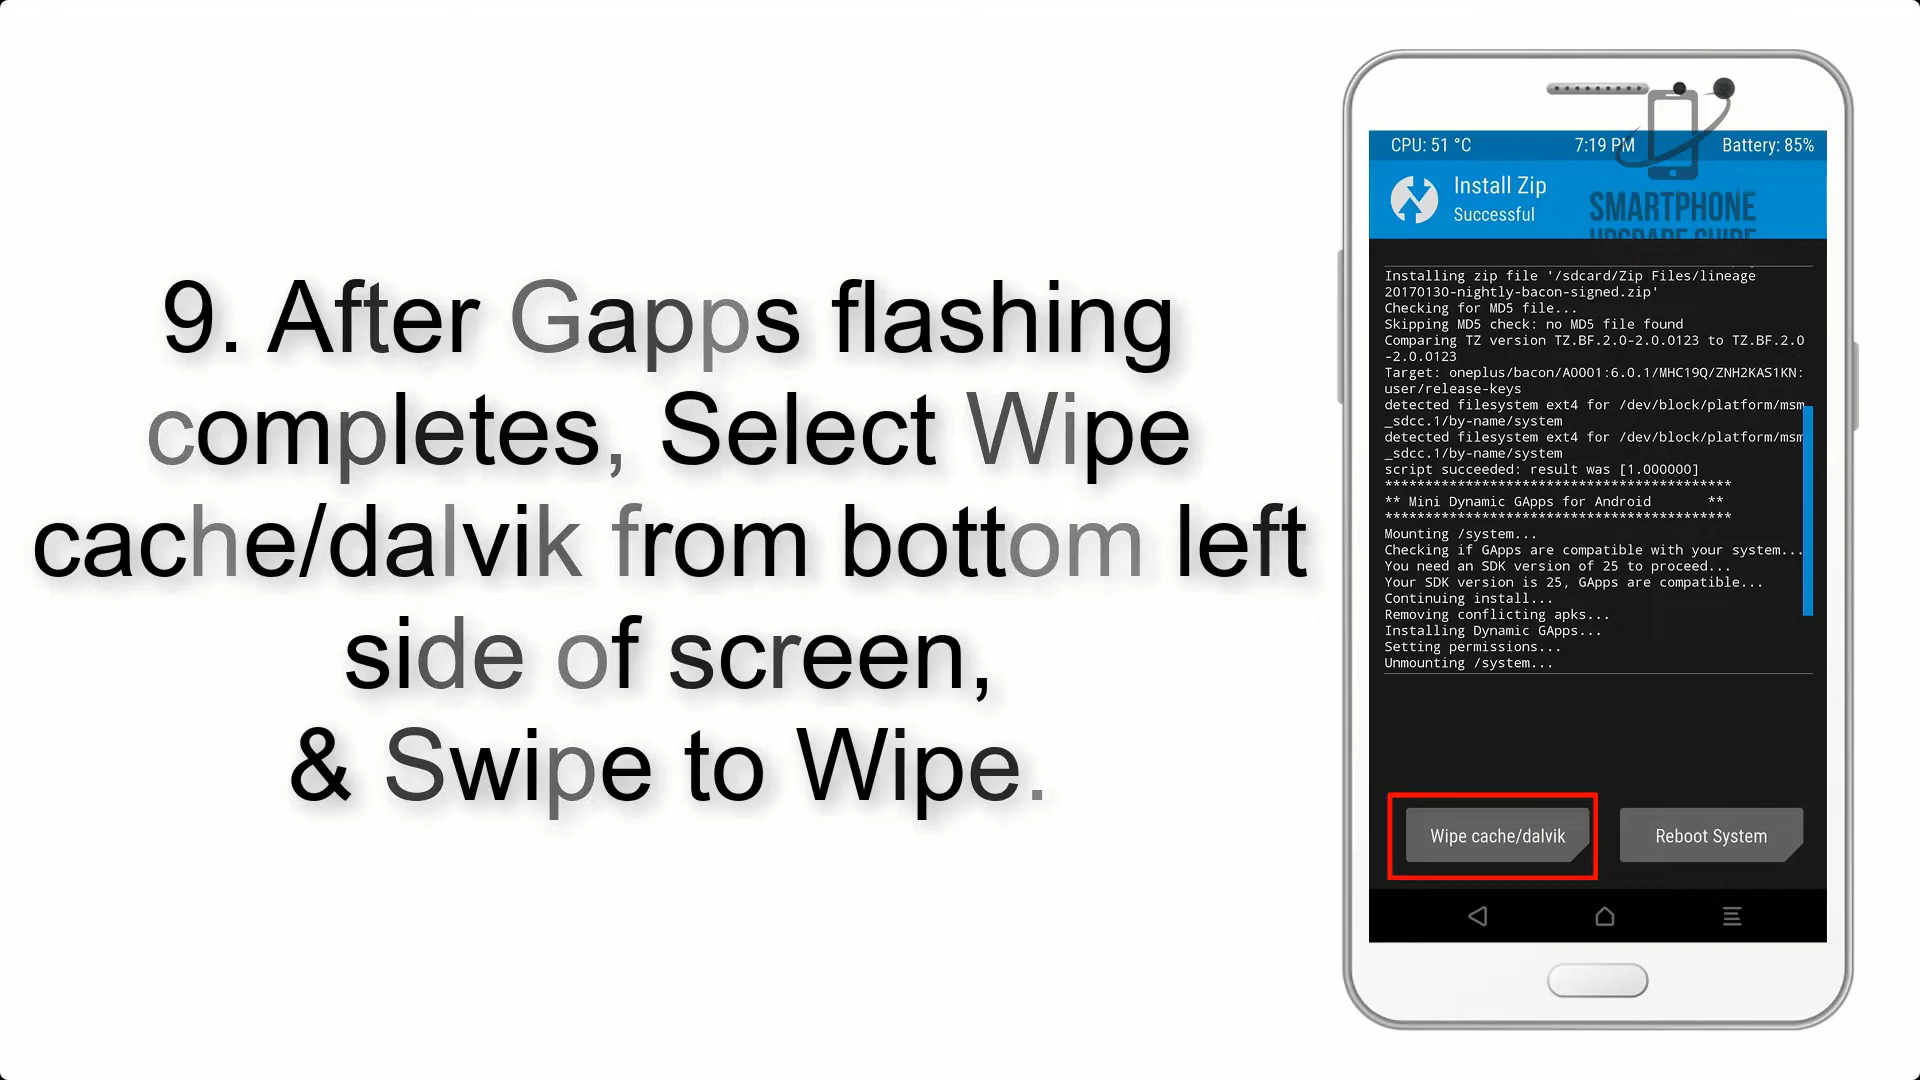 9. After Gapps flashing
completes, Select Wipe
cache/dalvik from bottom left
side of screen,
& Swipe to Wipe.
CPU: 51 °C 7:19 PM Battery: 85%
Install Zip
Successful
SMARTPHONE
UPGRADE GUIDE
Installing zip file '/sdcard/Zip Files/lineage
20170130-nightly-bacon-signed.zip'
Checking for MD5 file...
Skipping MD5 check: no MD5 file found
Comparing TZ version TZ.BF.2.0-2.0.0123 to TZ.BF.2.0
-2.0.0123
Target: oneplus/bacon/A0001:6.0.1/MHC19Q/ZNH2KAS1KN:
user/release-keys
detected filesystem ext4 for /dev/block/platform/msm
_sdcc.1/by-name/system
detected filesystem ext4 for /dev/block/platform/msm
_sdcc.1/by-name/system
script succeeded: result was [1.000000]
*******************************************
** Mini Dynamic GApps for Android **
*******************************************
Mounting /system...
Checking if GApps are compatible with your system...
You need an SDK version of 25 to proceed...
Your SDK version is 25, GApps are compatible...
Continuing install...
Removing conflicting apks...
Installing Dynamic GApps...
Setting permissions...
Unmounting /system...
Wipe cache/dalvik Reboot System